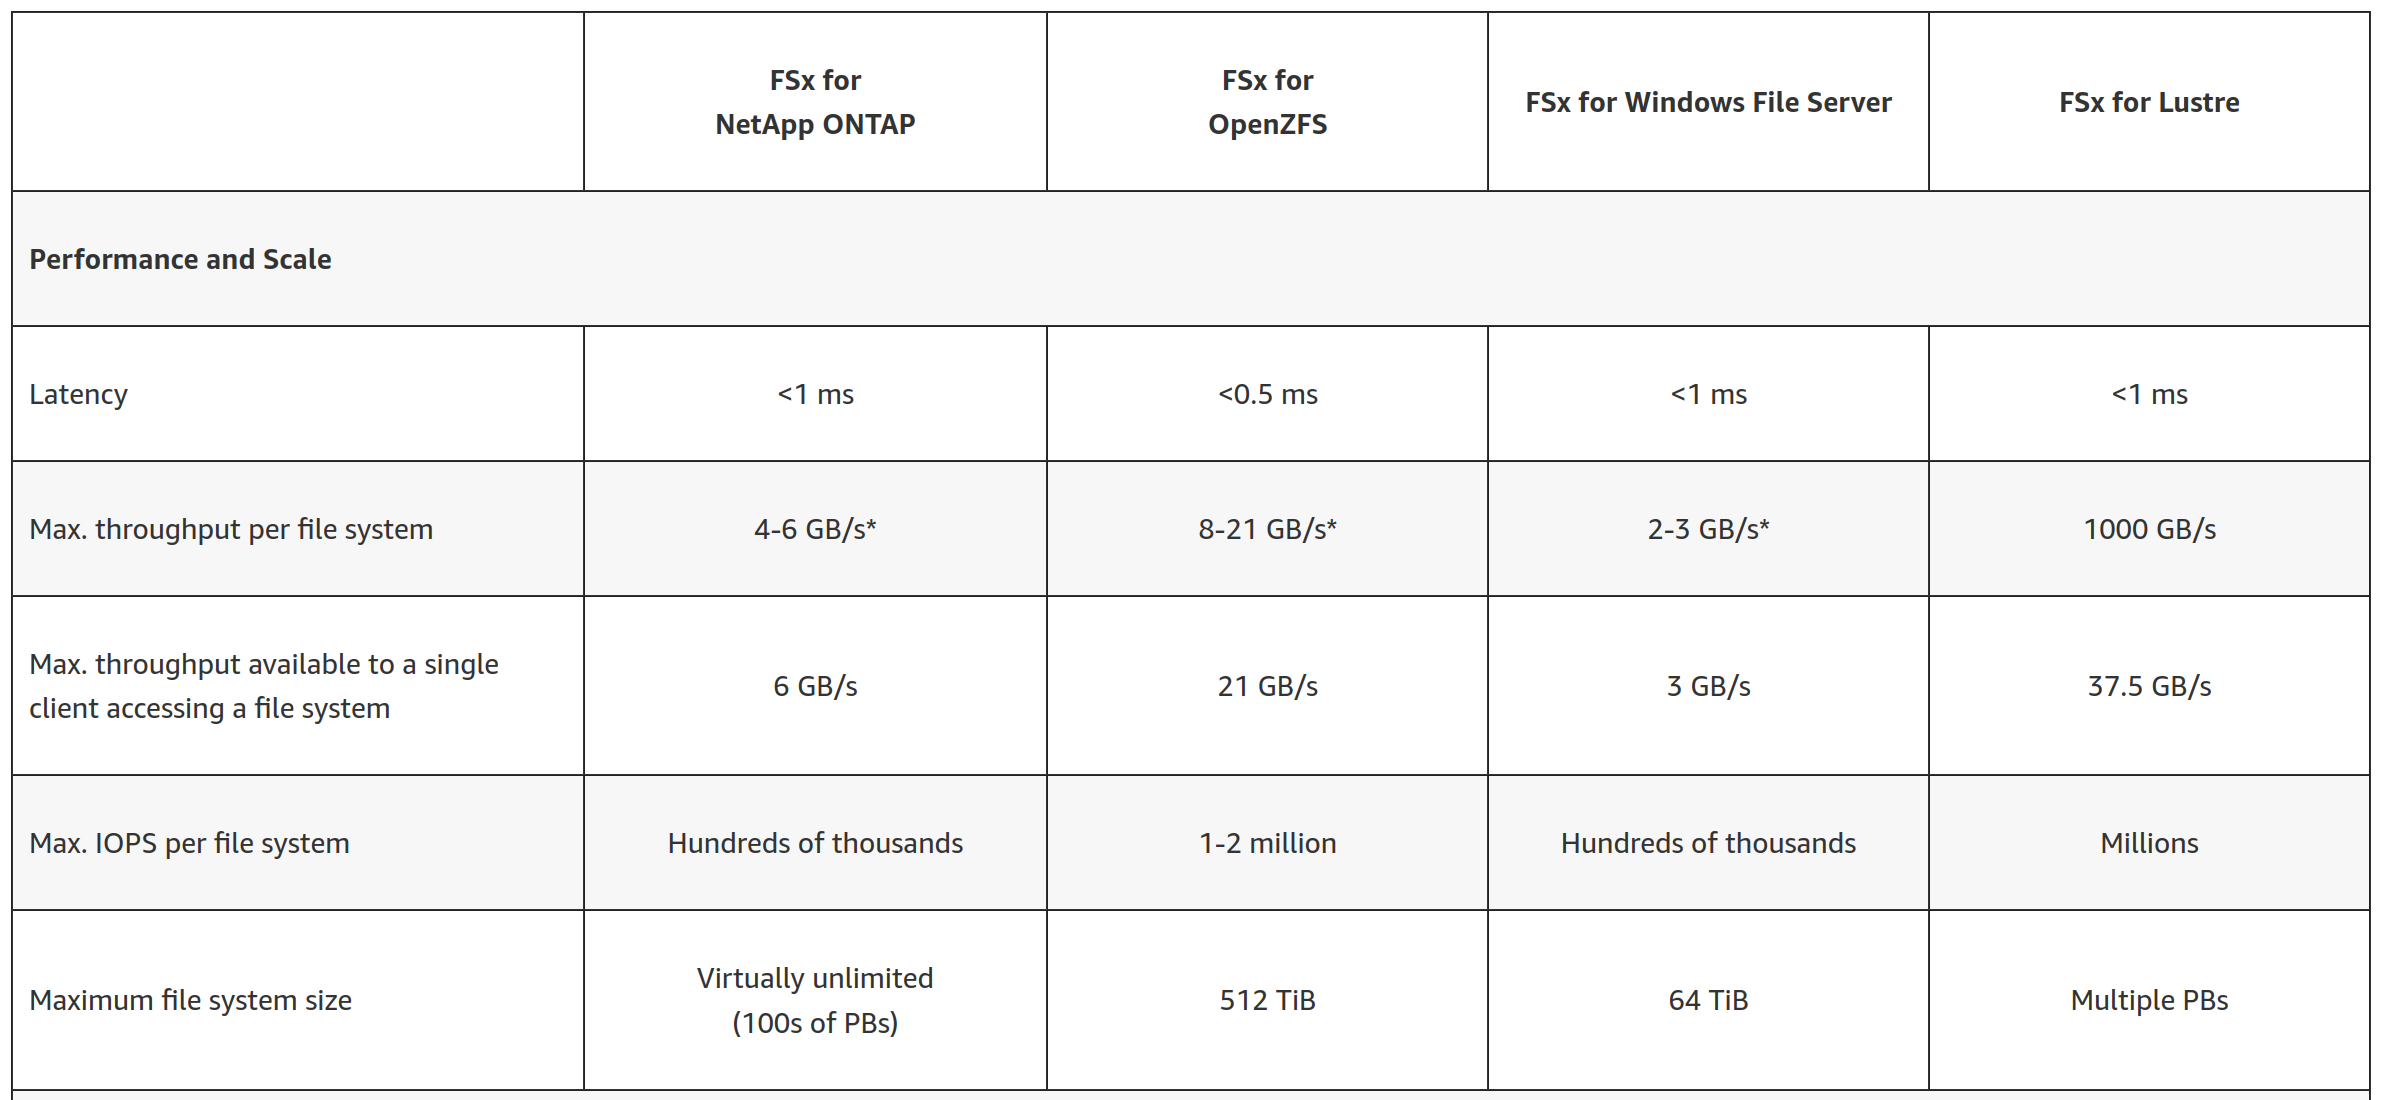 FSx for
NetApp ONTAP
FSx for
OpenZFS
FSx for Windows File Server
FSx for Lustre
Performance and Scale
Latency
<1 ms
<0.5 ms
<1 ms
<1 ms
Max. throughput per file system
4-6 GB/s*
8-21 GB/s*
2-3 GB/s*
1000 GB/s
Max. throughput available to a single
client accessing a file system
6 GB/s
21 GB/s
3 GB/s
37.5 GB/s
Max. IOPS per file system
Hundreds of thousands
1-2 million
Hundreds of thousands
Millions
Maximum file system size
Virtually unlimited
(100s of PBs)
512 TiB
64 TiB
Multiple PBs